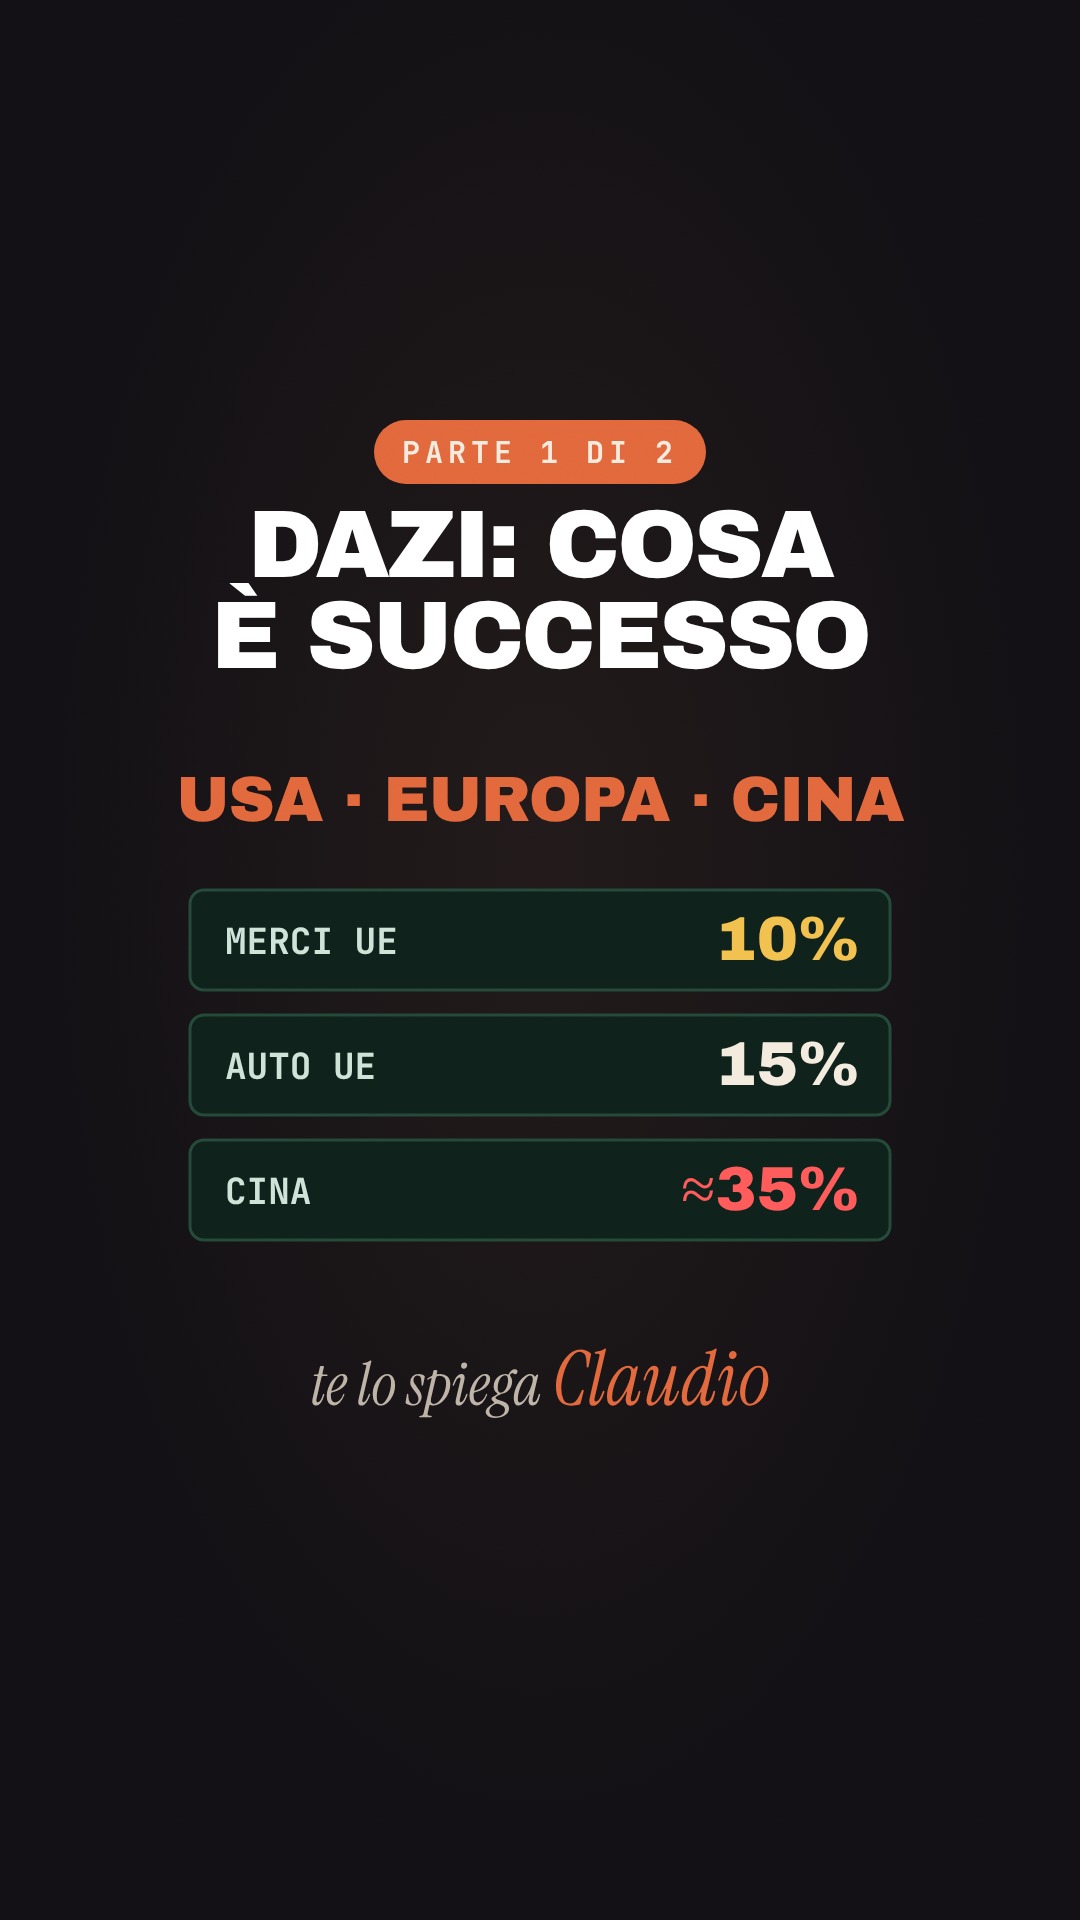 PARTE 1 DI 2
DAZI: COSA
È SUCCESSO
USA · EUROPA · CINA
MERCI UE 10%
AUTO UE 15%
CINA ≈35%
te lo spiega Claudio